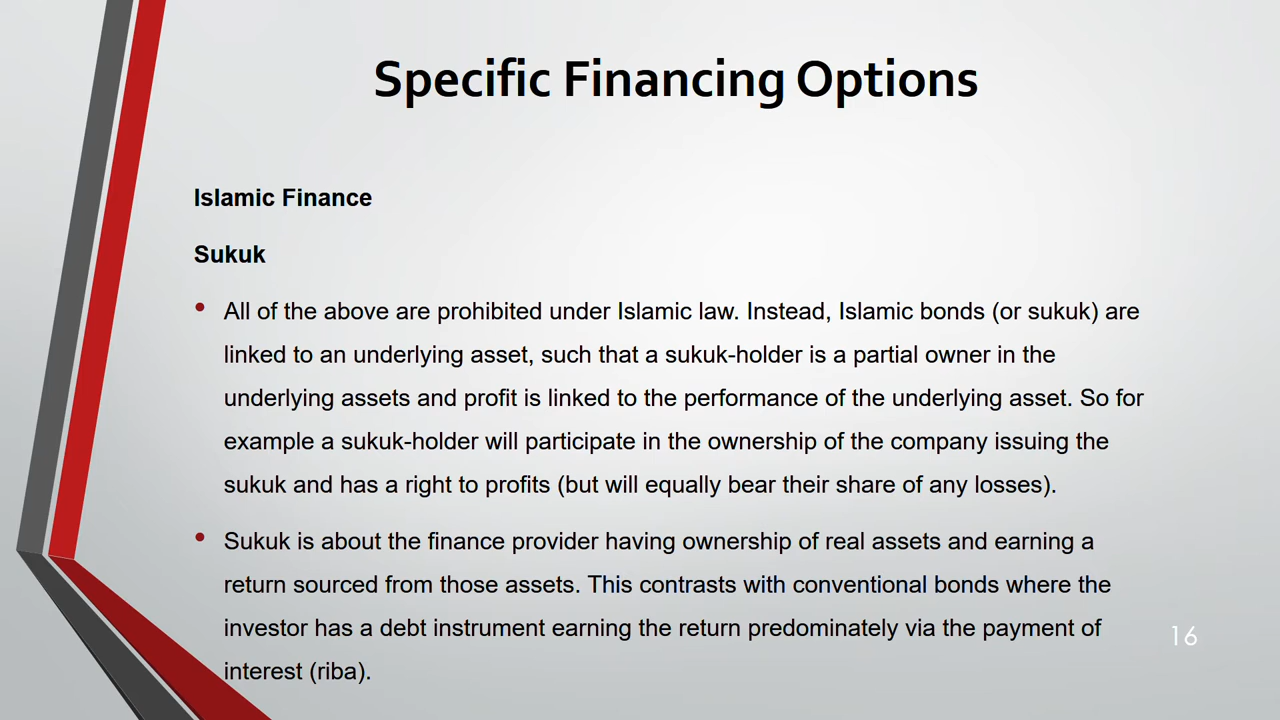 Specific Financing Options
Islamic Finance
Sukuk
• All of the above are prohibited under Islamic law. Instead, Islamic bonds (or sukuk) are
linked to an underlying asset, such that a sukuk-holder is a partial owner in the
underlying assets and profit is linked to the performance of the underlying asset. So for
example a sukuk-holder will participate in the ownership of the company issuing the
sukuk and has a right to profits (but will equally bear their share of any losses).
• Sukuk is about the finance provider having ownership of real assets and earning a
return sourced from those assets. This contrasts with conventional bonds where the
investor has a debt instrument earning the return predominately via the payment of
interest (riba).
16